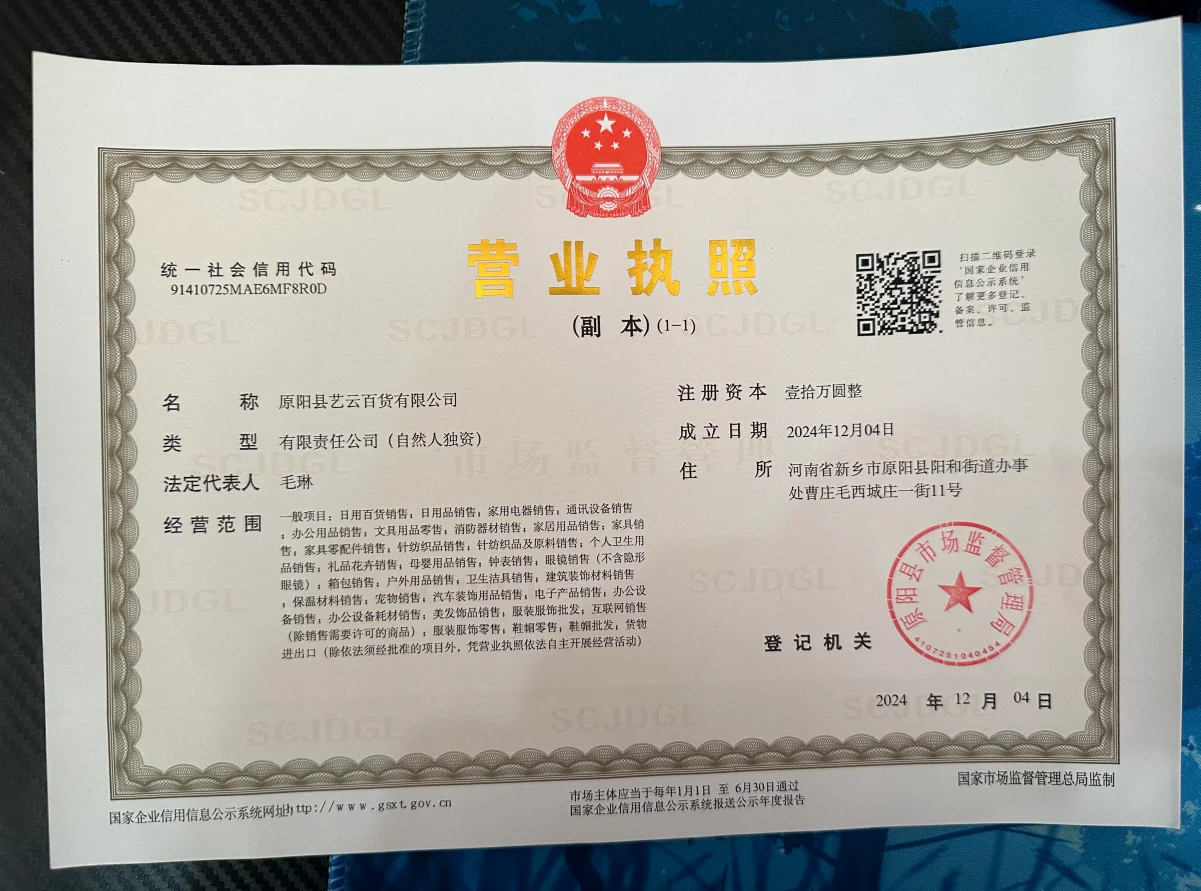 营业执照
(副 本) (1-1)
统一社会信用代码
91410725MAE6MF8R0D
扫描二维码登录
“国家企业信用
信息公示系统”
了解更多登记、
备案、许可、监
管信息。
名 称 原阳县艺云百货有限公司
类 型 有限责任公司（自然人独资）
法定代表人 毛琳
经营范围 一般项目：日用百货销售；日用品销售；家用电器销售；通讯设备销售
；办公用品销售；文具用品零售；消防器材销售；家居用品销售；家具销
售；家具零配件销售；针纺织品销售；针纺织品及原料销售；个人卫生用
品销售；礼品花卉销售；母婴用品销售；钟表销售；眼镜销售（不含隐形
眼镜）；箱包销售；户外用品销售；卫生洁具销售；建筑装饰材料销售
；保温材料销售；宠物销售；汽车装饰用品销售；电子产品销售；办公设
备销售；办公设备耗材销售；美发饰品销售；服装服饰批发；互联网销售
（除销售需要许可的商品）；服装服饰零售；鞋帽零售；鞋帽批发；货物
进出口（除依法须经批准的项目外，凭营业执照依法自主开展经营活动）
注册资本 壹拾万圆整
成立日期 2024年12月04日
住 所 河南省新乡市原阳县阳和街道办事
处曹庄毛西城庄一街11号
登记机关
原阳县市场监督管理局
4107251040454
2024 年 12 月 04 日
国家企业信用信息公示系统网址http://www.gsxt.gov.cn
市场主体应当于每年1月1日 至 6月30日通过
国家企业信用信息公示系统报送公示年度报告
国家市场监督管理总局监制
SCJDGL
市场监督管理